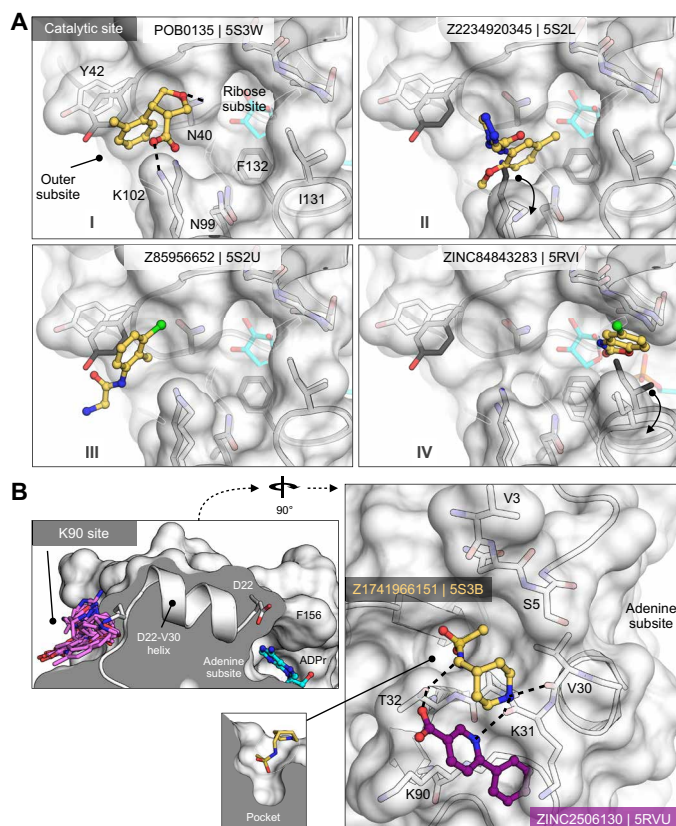 A
Catalytic site
POB0135 | 5S3W
Y42
Ribose
subsite
N40
Outer
subsite
F132
K102
I131
I
N99
Z2234920345 | 5S2L
II
Z85956652 | 5S2U
III
ZINC84843283 | 5RVI
IV
B
90°
K90 site
D22
D22-V30
helix
F156
Adenine
subsite
ADPr
Pocket
V3
Z1741966151 | 5S3B
S5
Adenine
subsite
V30
T32
K31
K90
ZINC2506130 | 5RVU